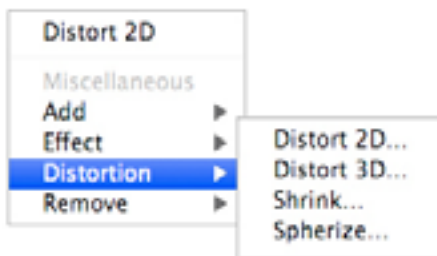 Distort 2D
Miscellaneous
Add
Effect
Distortion
Remove
Distort 2D...
Distort 3D...
Shrink...
Spherize...